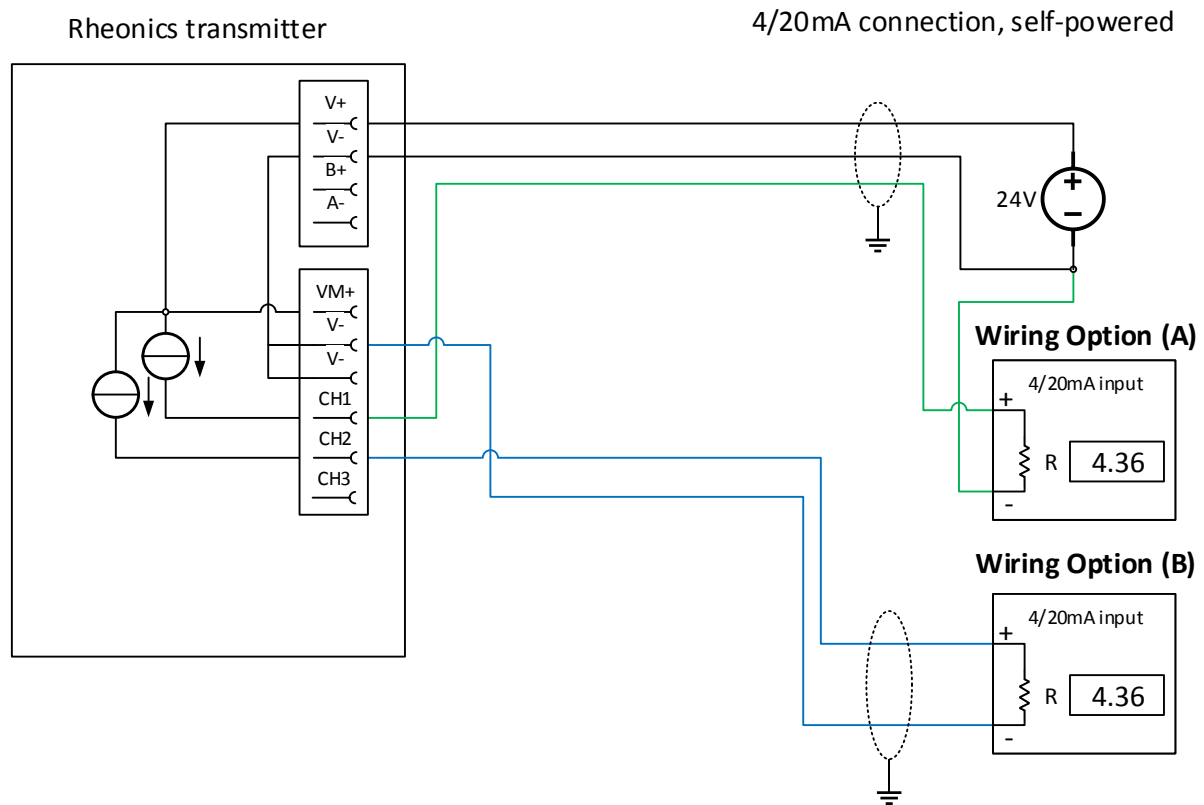 Rheonics transmitter
4/20mA connection, self-powered
V+
V-
B+
A-
VM+
V-
V-
CH1
CH2
CH3
24V
+
−
Wiring Option (A)
4/20mA input
+
R
4.36
-
Wiring Option (B)
4/20mA input
+
R
4.36
-